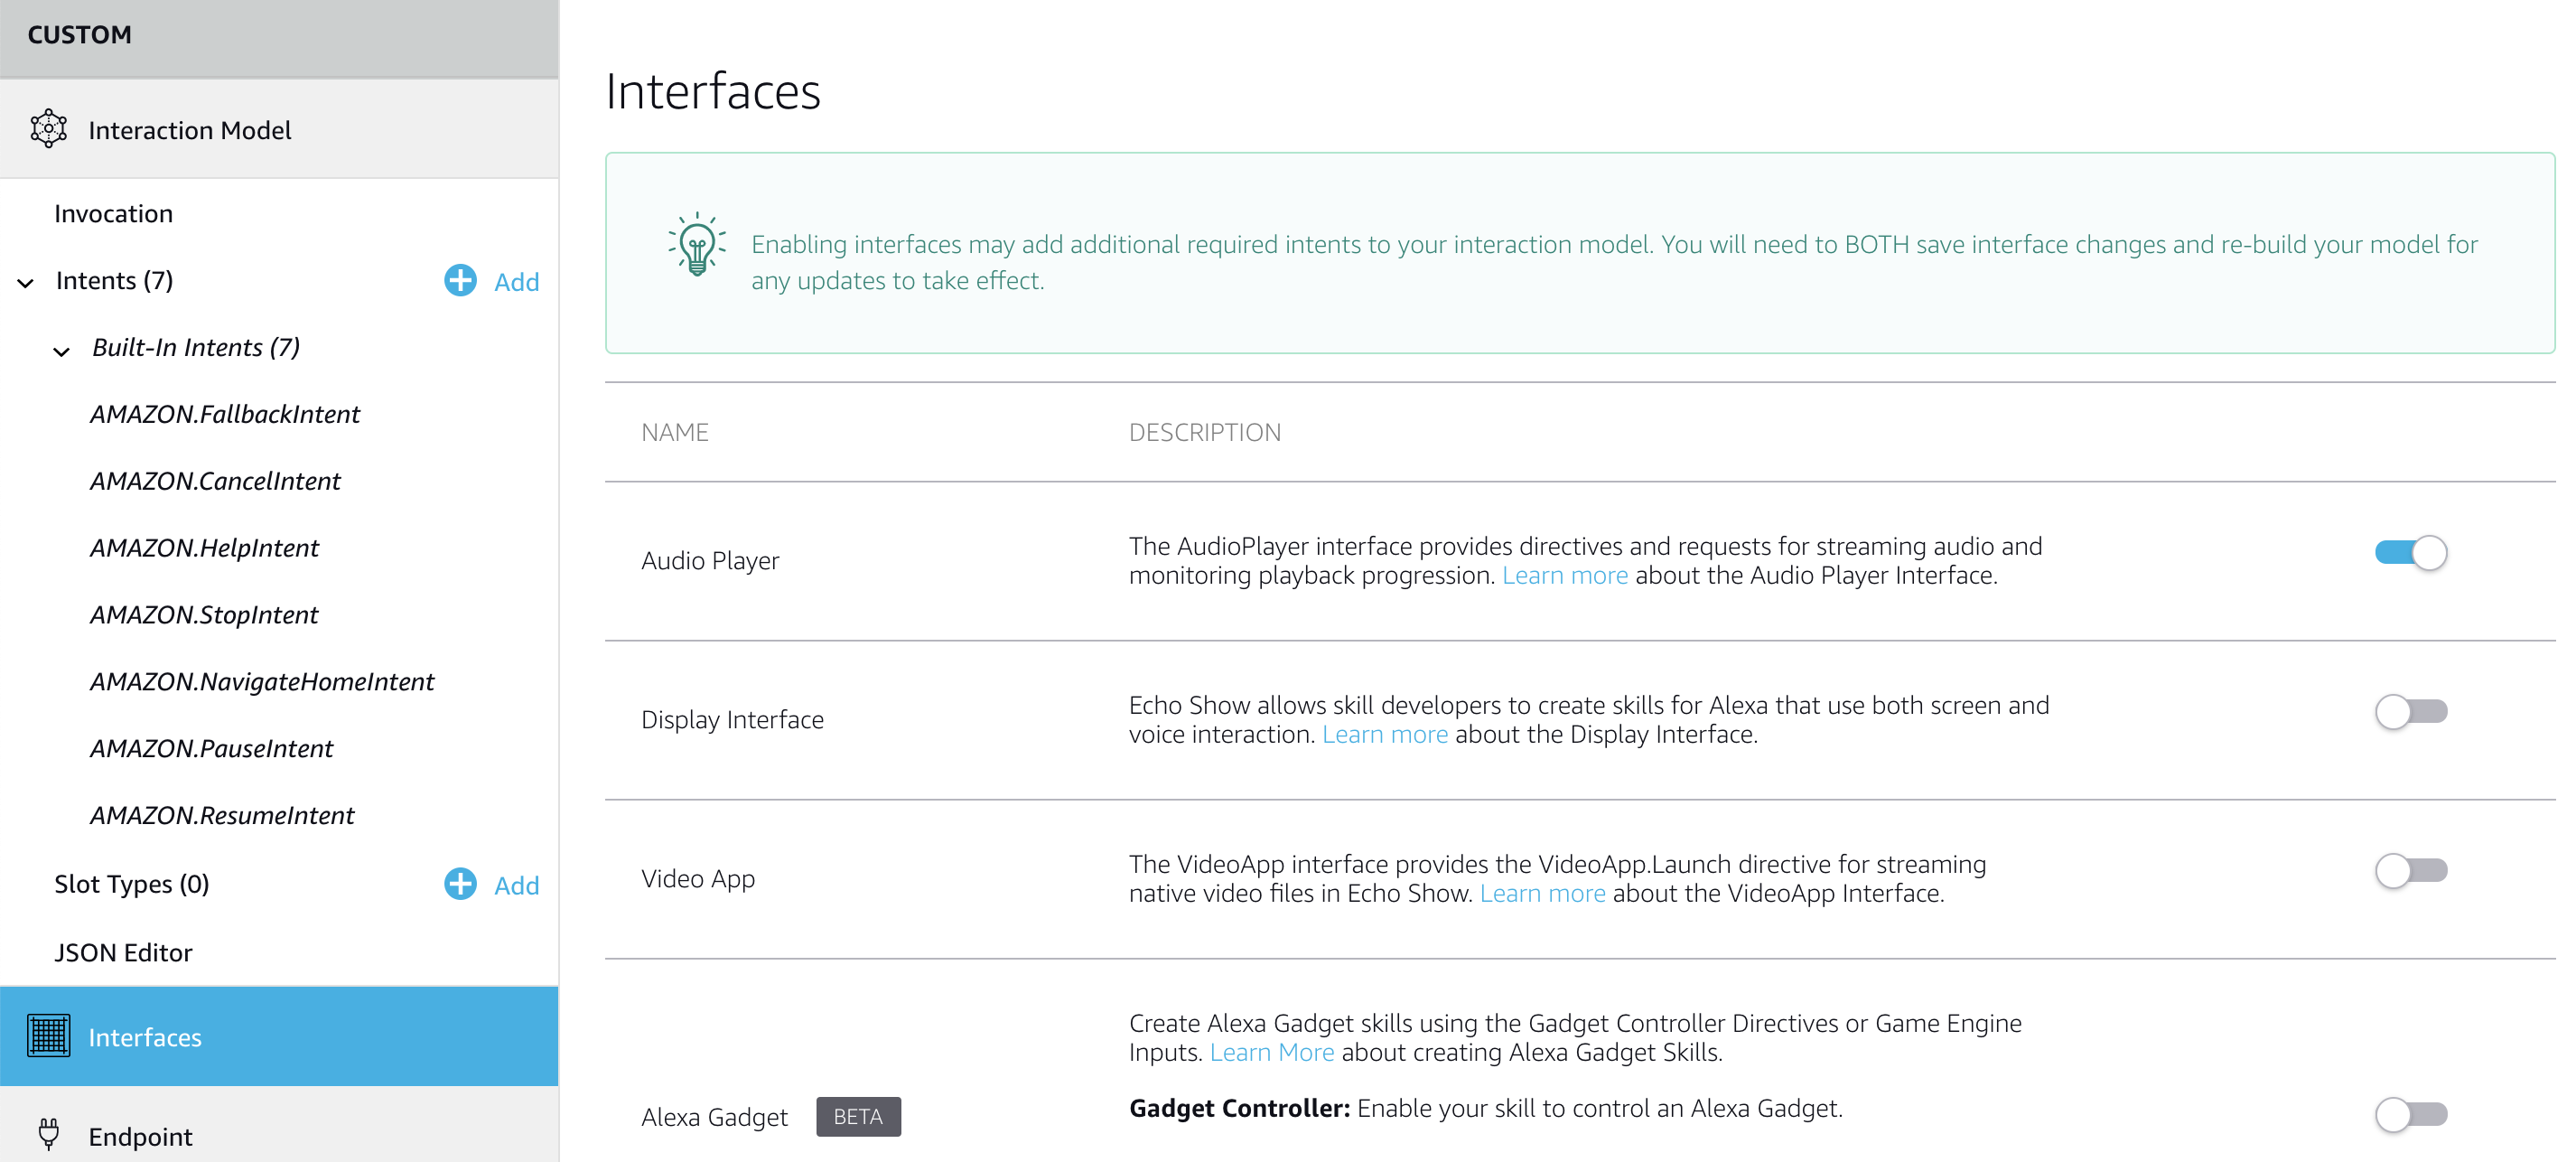 CUSTOM
Interaction Model
Invocation
Intents (7)
Add
Built-In Intents (7)
AMAZON.FallbackIntent
AMAZON.CancelIntent
AMAZON.HelpIntent
AMAZON.StopIntent
AMAZON.NavigateHomeIntent
AMAZON.PauseIntent
AMAZON.ResumeIntent
Slot Types (0)
Add
JSON Editor
Interfaces
Endpoint
Interfaces
Enabling interfaces may add additional required intents to your interaction model. You will need to BOTH save interface changes and re-build your model for
any updates to take effect.
NAME
DESCRIPTION
Audio Player
The AudioPlayer interface provides directives and requests for streaming audio and
monitoring playback progression. Learn more about the Audio Player Interface.
Display Interface
Echo Show allows skill developers to create skills for Alexa that use both screen and
voice interaction. Learn more about the Display Interface.
Video App
The VideoApp interface provides the VideoApp.Launch directive for streaming
native video files in Echo Show. Learn more about the VideoApp Interface.
Alexa Gadget
BETA
Create Alexa Gadget skills using the Gadget Controller Directives or Game Engine
Inputs. Learn More about creating Alexa Gadget Skills.
Gadget Controller: Enable your skill to control an Alexa Gadget.